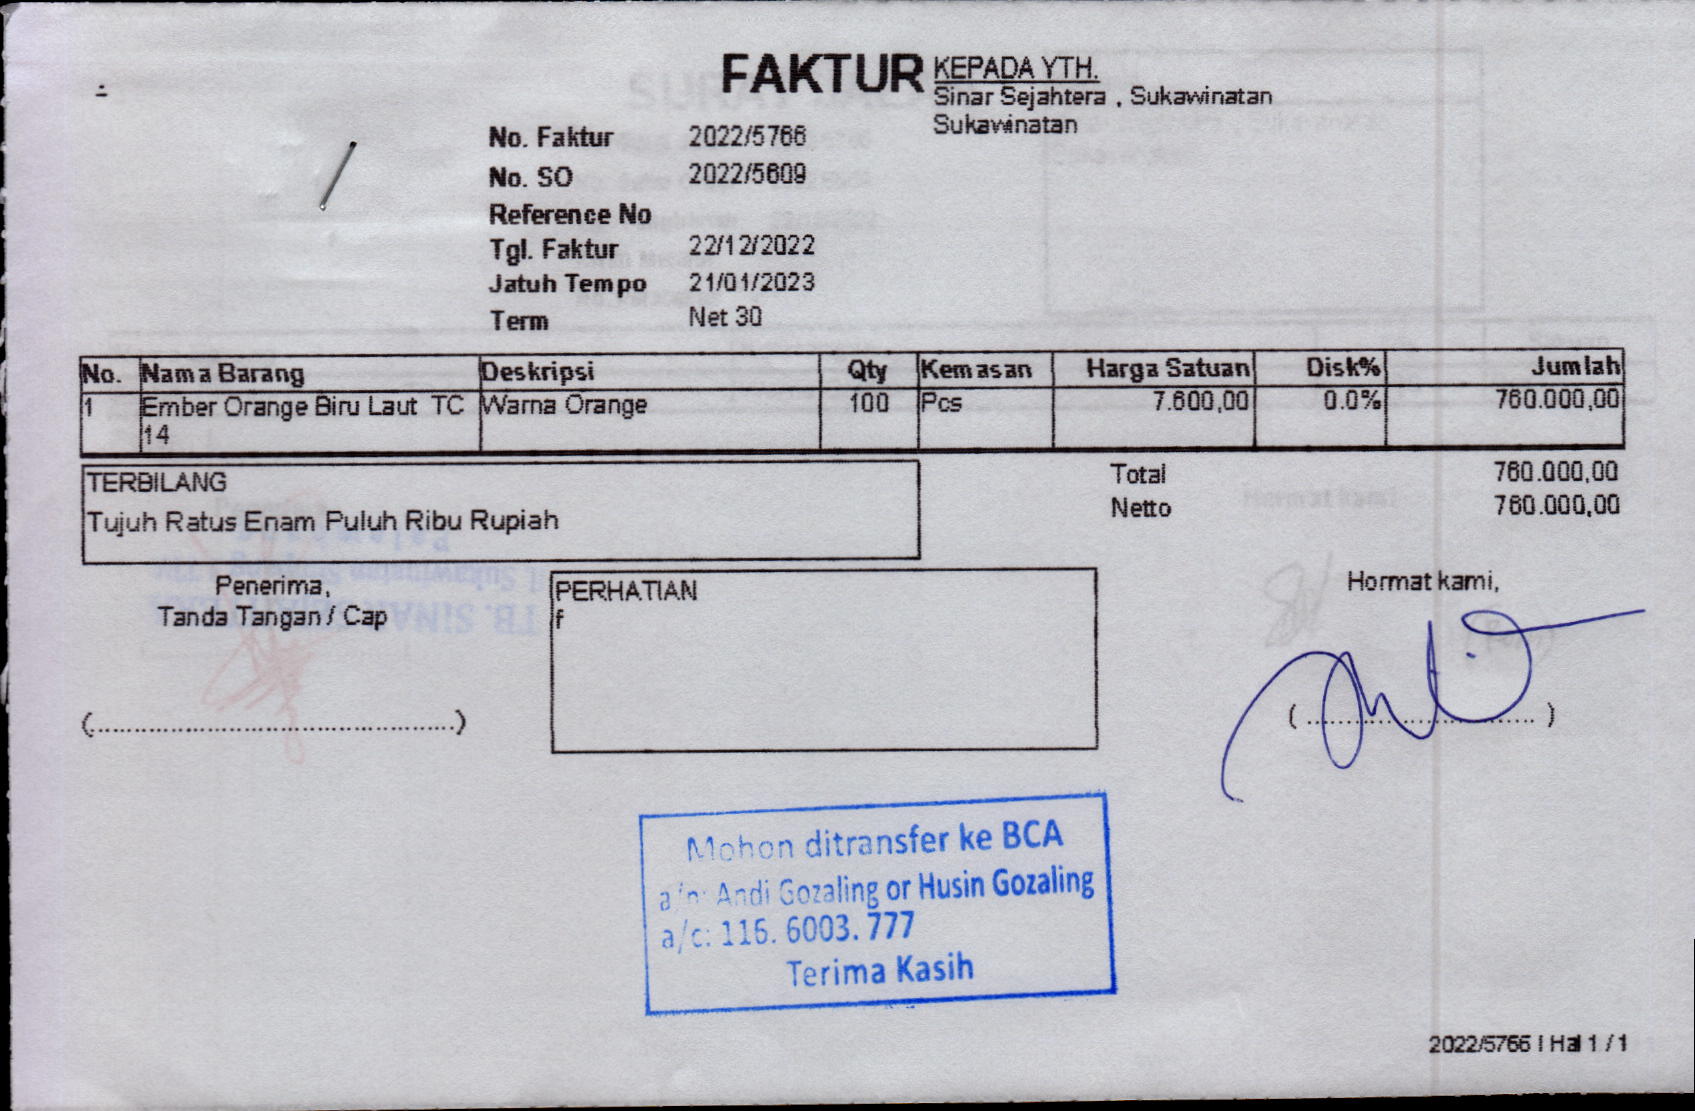 FAKTUR
KEPADA YTH.
Sinar Sejahtera , Sukawinatan
Sukawinatan
No. Faktur 2022/5766
No. SO 2022/5609
Reference No
Tgl. Faktur 22/12/2022
Jatuh Tempo 21/01/2023
Term Net 30
No. Nama Barang Deskripsi Qty Kemasan Harga Satuan Disk% Jumlah
1 Ember Orange Biru Laut TC Warna Orange 100 Pcs 7.600,00 0.0% 760.000,00
14
TERBILANG
Tujuh Ratus Enam Puluh Ribu Rupiah
Total 760.000,00
Netto 760.000,00
Penerima,
Tanda Tangan / Cap
(..................................................)
PERHATIAN
f
Hormat kami,
( .................................. )
Mohon ditransfer ke BCA
a/n: Andi Gozaling or Husin Gozaling
a/c: 116. 6003. 777
Terima Kasih
2022/5766 | Hal 1 / 1